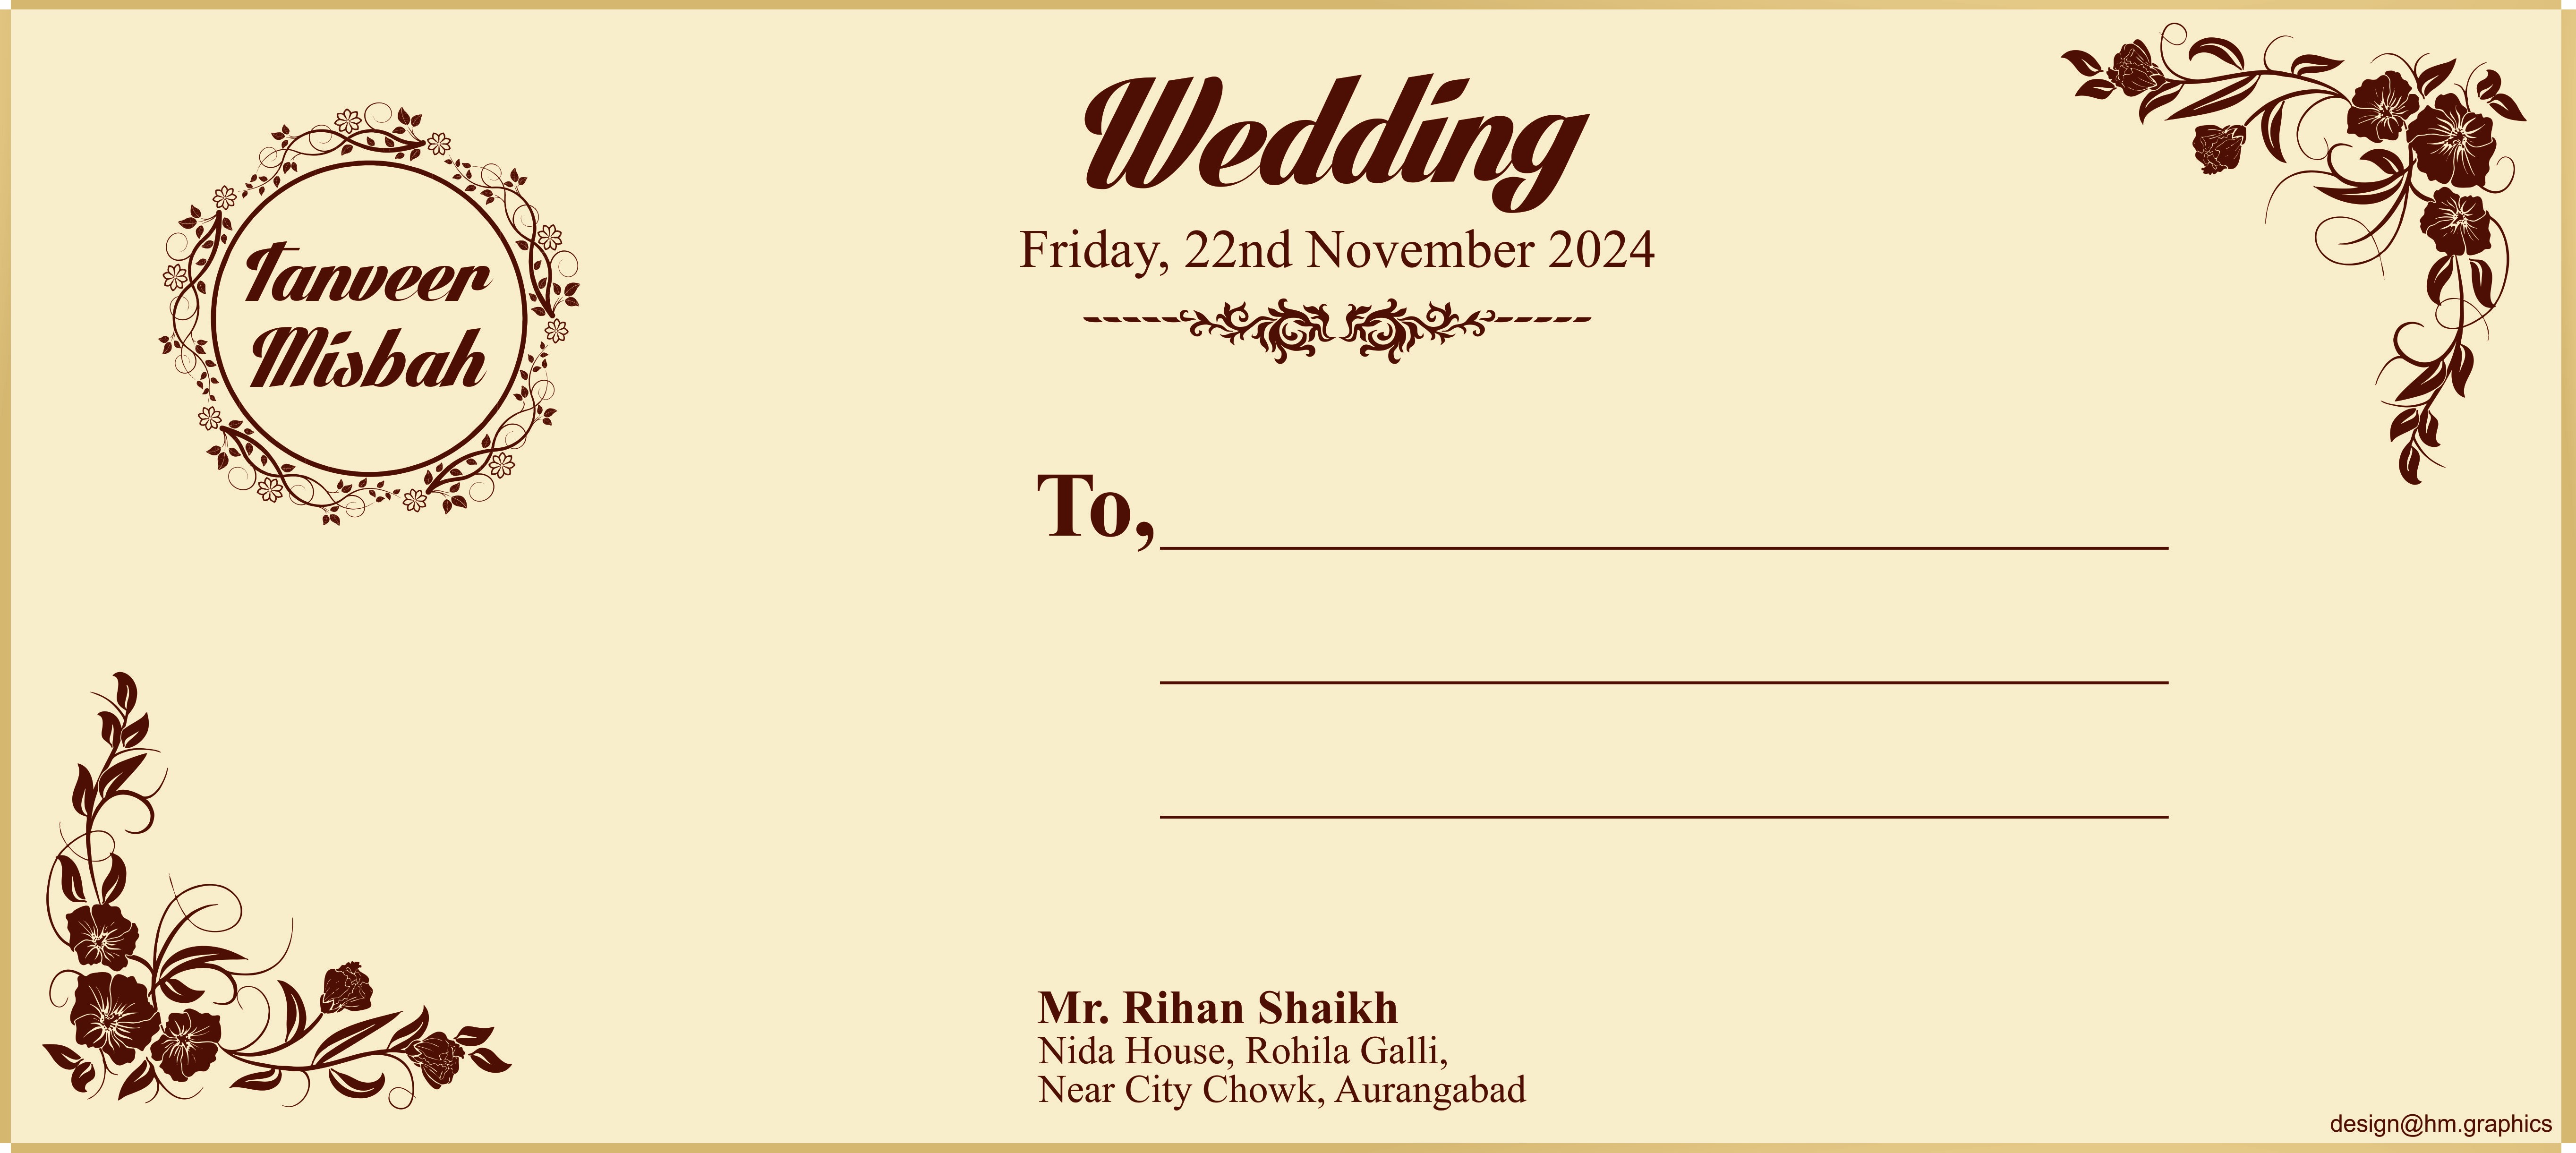 Tanveer
Misbah
Wedding
Friday, 22nd November 2024
To,
Mr. Rihan Shaikh
Nida House, Rohila Galli,
Near City Chowk, Aurangabad
design@hm.graphics